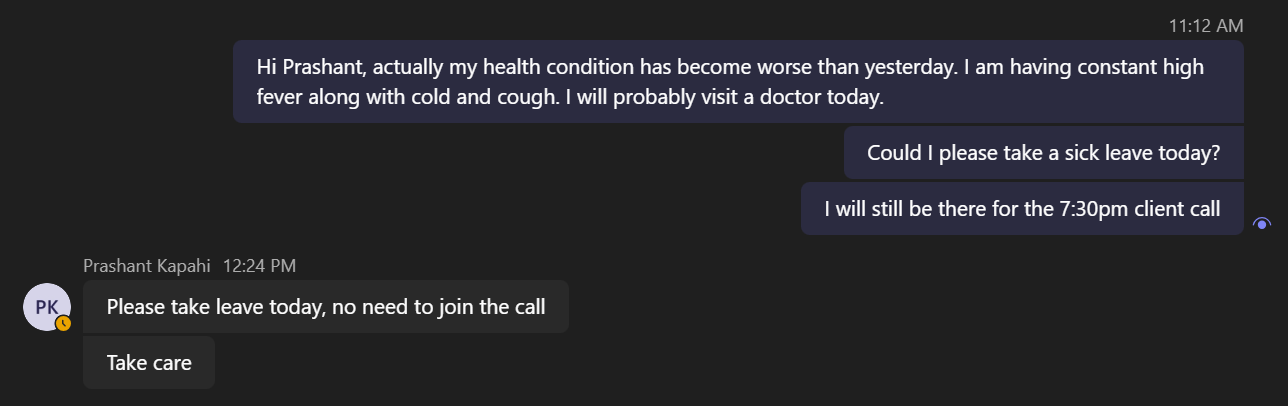 11:12 AM
Hi Prashant, actually my health condition has become worse than yesterday. I am having constant high
fever along with cold and cough. I will probably visit a doctor today.
Could I please take a sick leave today?
I will still be there for the 7:30pm client call
Prashant Kapahi 12:24 PM
PK
Please take leave today, no need to join the call
Take care